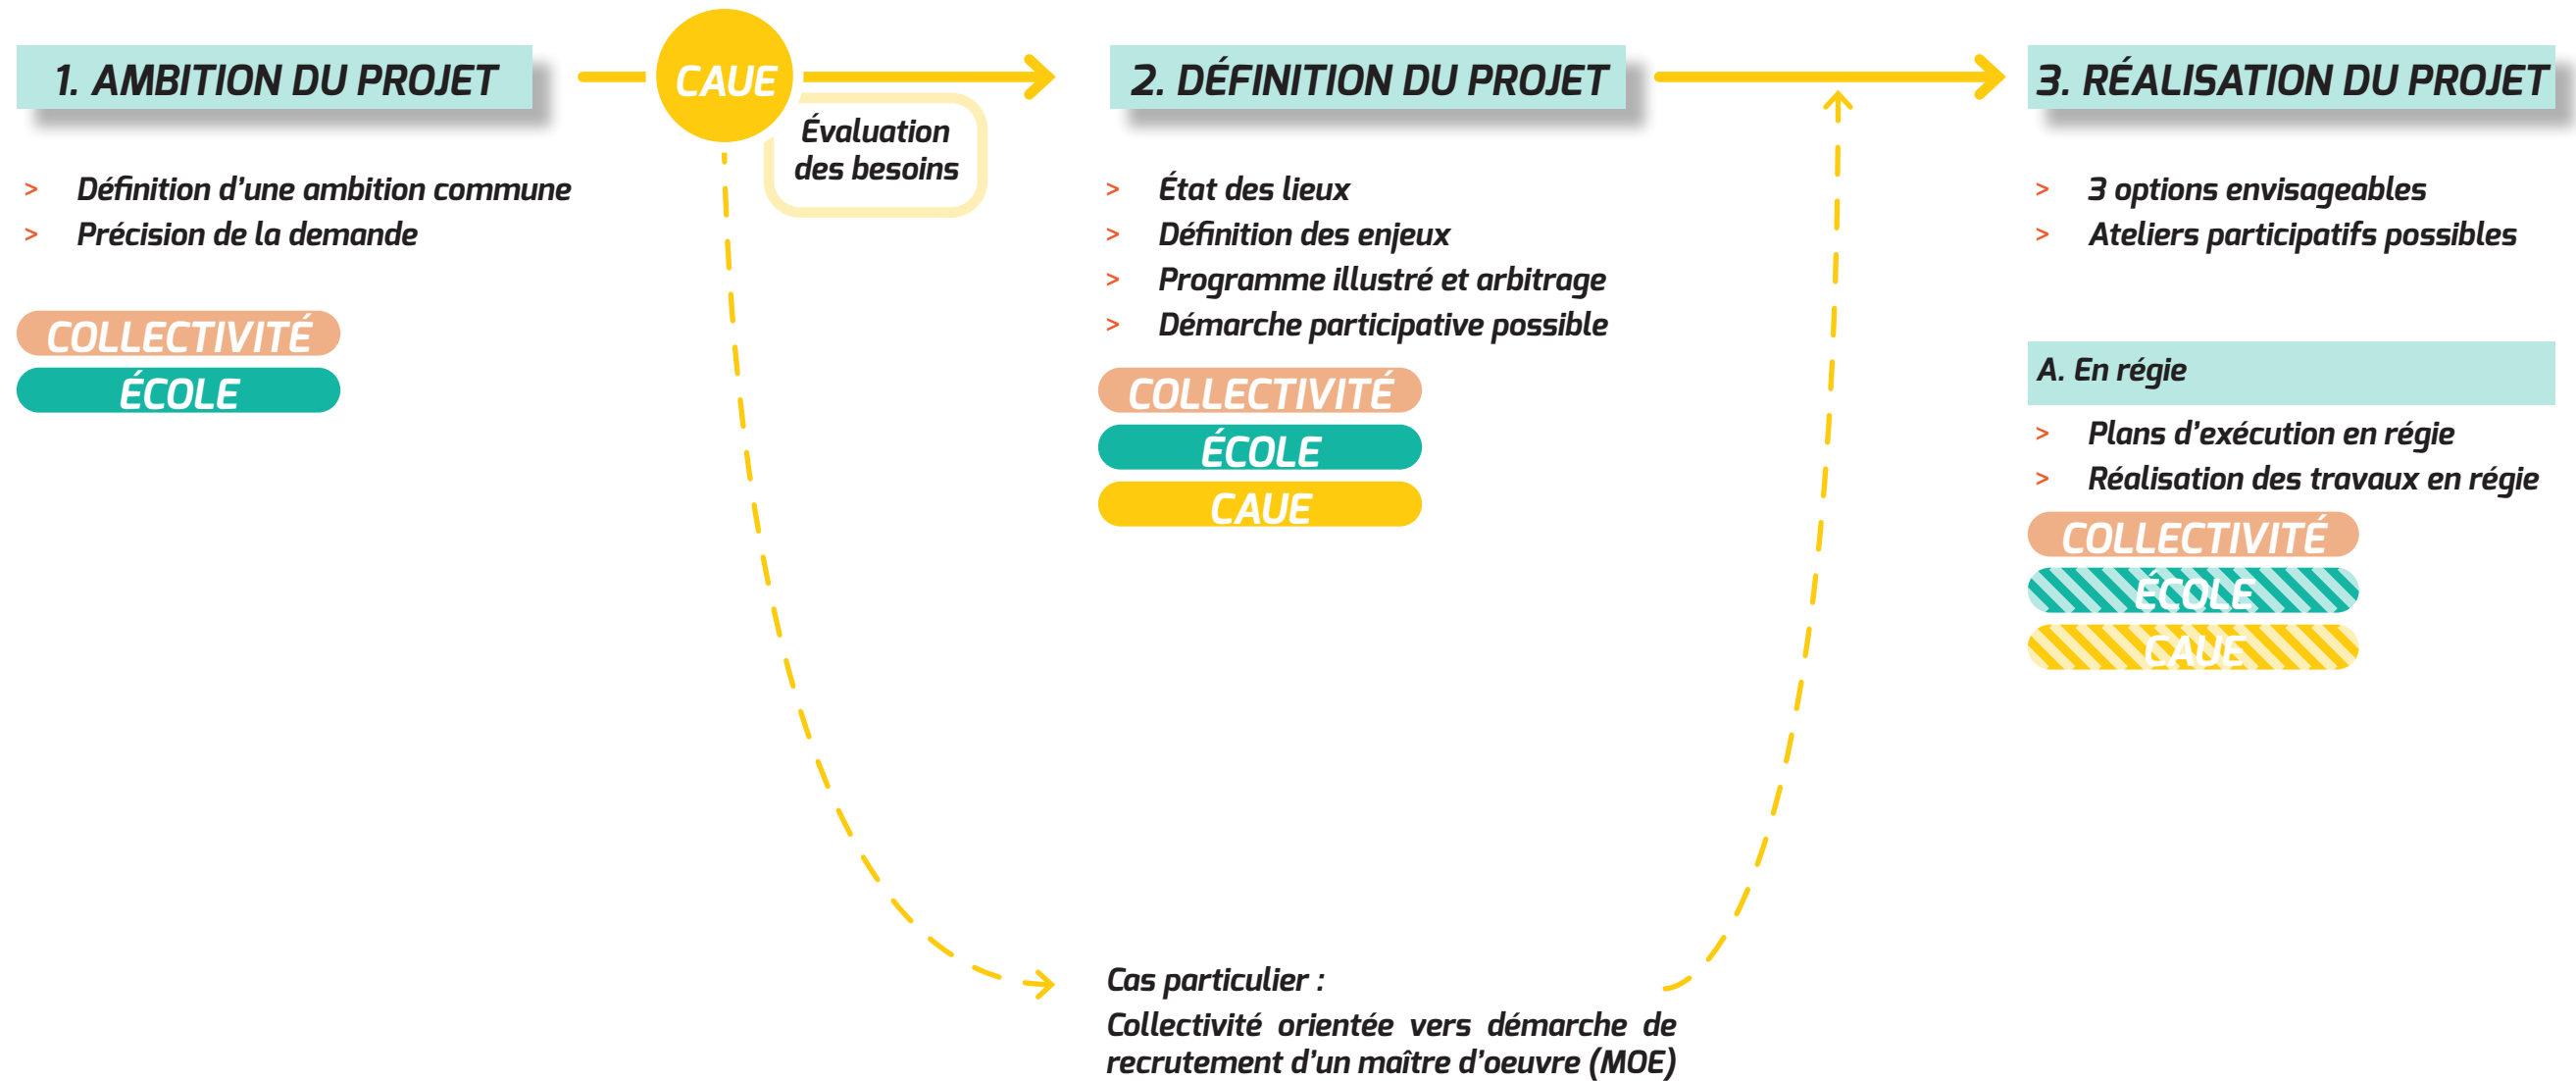 1. AMBITION DU PROJET
> Définition d’une ambition commune
> Précision de la demande
COLLECTIVITÉ
ÉCOLE
CAUE
Évaluation
des besoins
2. DÉFINITION DU PROJET
> État des lieux
> Définition des enjeux
> Programme illustré et arbitrage
> Démarche participative possible
COLLECTIVITÉ
ÉCOLE
CAUE
Cas particulier :
Collectivité orientée vers démarche de
recrutement d’un maître d’oeuvre (MOE)
3. RÉALISATION DU PROJET
> 3 options envisageables
> Ateliers participatifs possibles
A. En régie
> Plans d’exécution en régie
> Réalisation des travaux en régie
COLLECTIVITÉ
ÉCOLE
CAUE